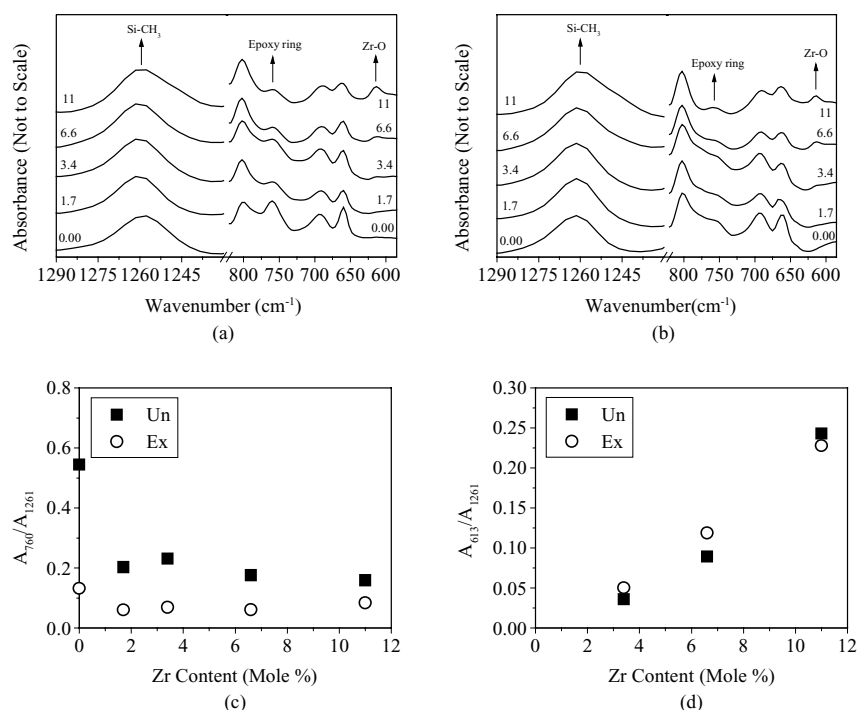 Absorbance (Not to Scale)
Si-CH3
Epoxy ring
Zr-O
11
6.6
3.4
1.7
0.00
11
6.6
3.4
1.7
0.00
1290 1275 1260 1245 800 750 700 650 600
Wavenumber (cm-1)
(a)
Absorbance (Not to Scale)
Si-CH3
Epoxy ring
Zr-O
11
6.6
3.4
1.7
0.00
11
6.6
3.4
1.7
0.00
1290 1275 1260 1245 800 750 700 650 600
Wavenumber(cm-1)
(b)
A760/A1261
0.8
0.6
0.4
0.2
0.0
Un
Ex
0 2 4 6 8 10 12
Zr Content (Mole %)
(c)
A613/A1261
0.30
0.25
0.20
0.15
0.10
0.05
0.00
Un
Ex
0 2 4 6 8 10 12
Zr Content (Mole %)
(d)